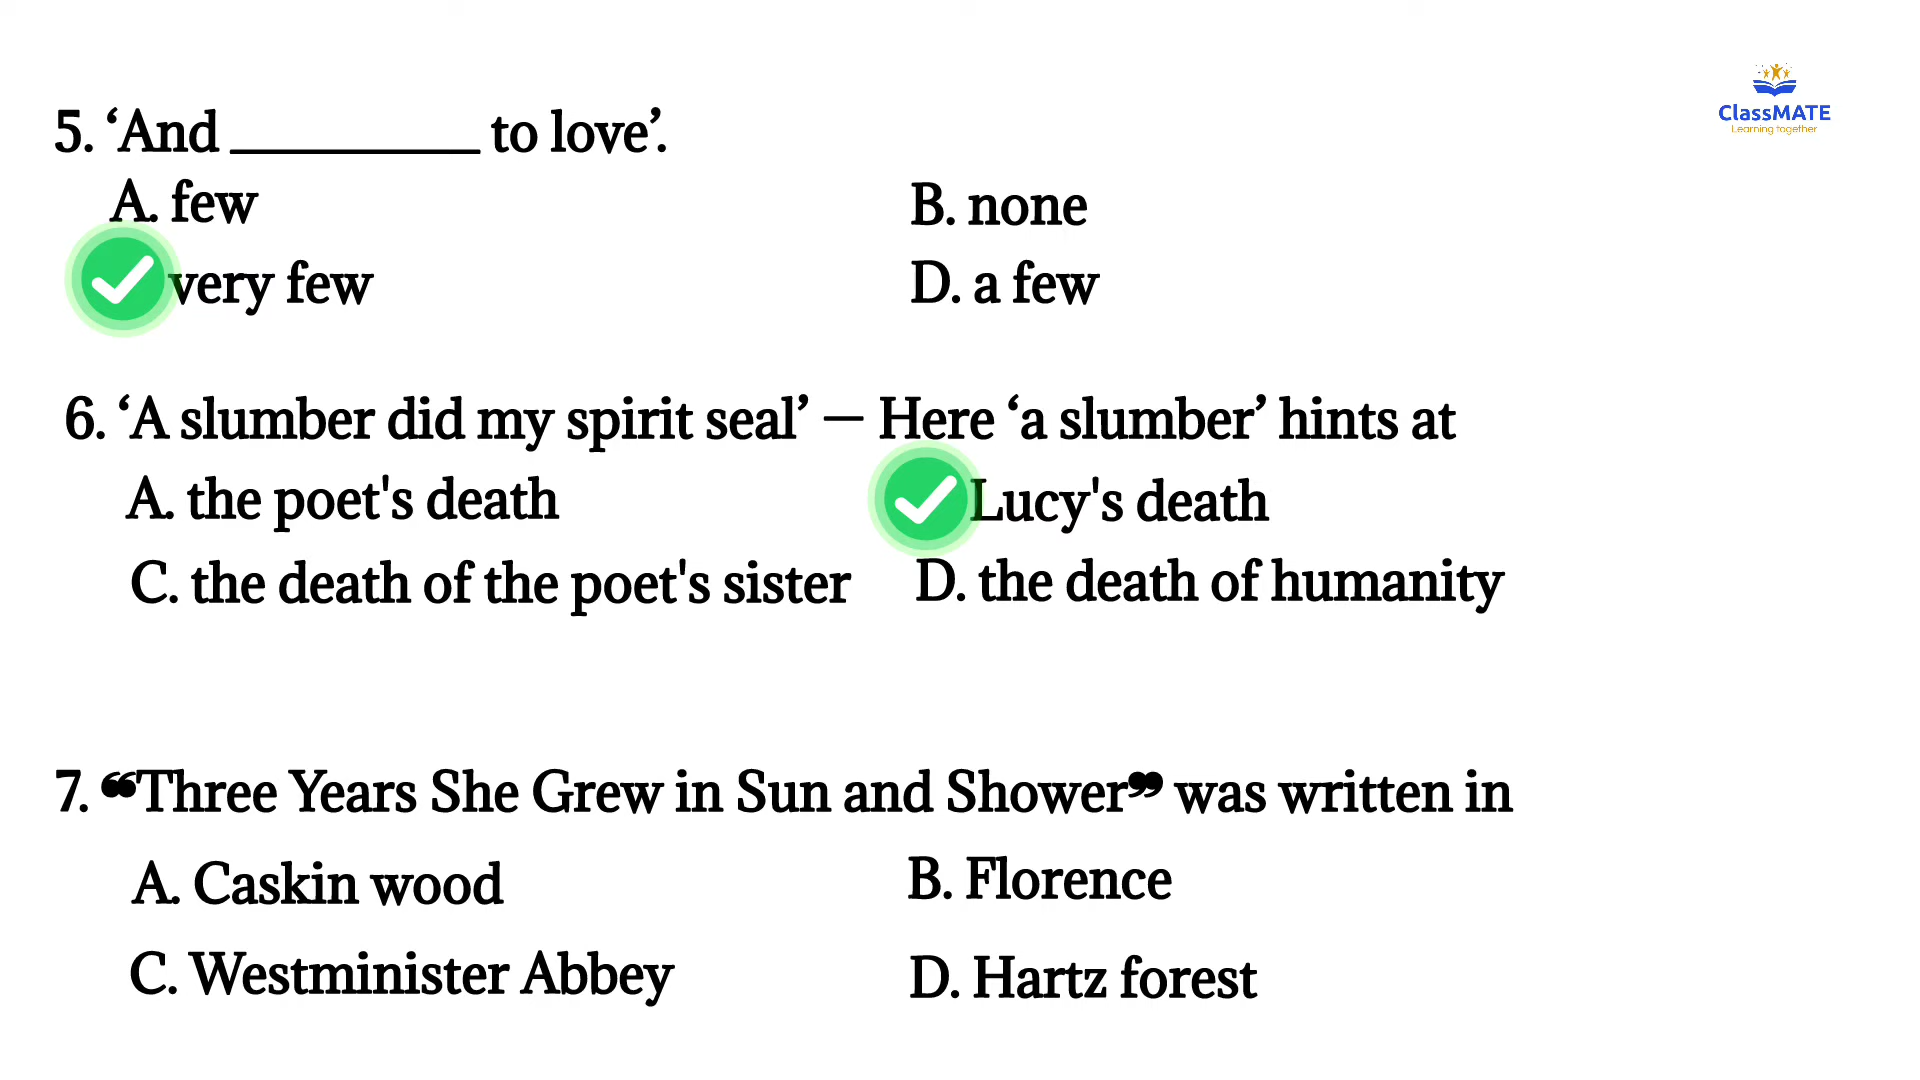 ClassMATE
Learning together
5. ‘And __________ to love’.
A. few
B. none
very few
D. a few
6. ‘A slumber did my spirit seal’ — Here ‘a slumber’ hints at
A. the poet's death
Lucy's death
C. the death of the poet's sister
D. the death of humanity
7. ❝Three Years She Grew in Sun and Shower❞ was written in
A. Caskin wood
B. Florence
C. Westminister Abbey
D. Hartz forest